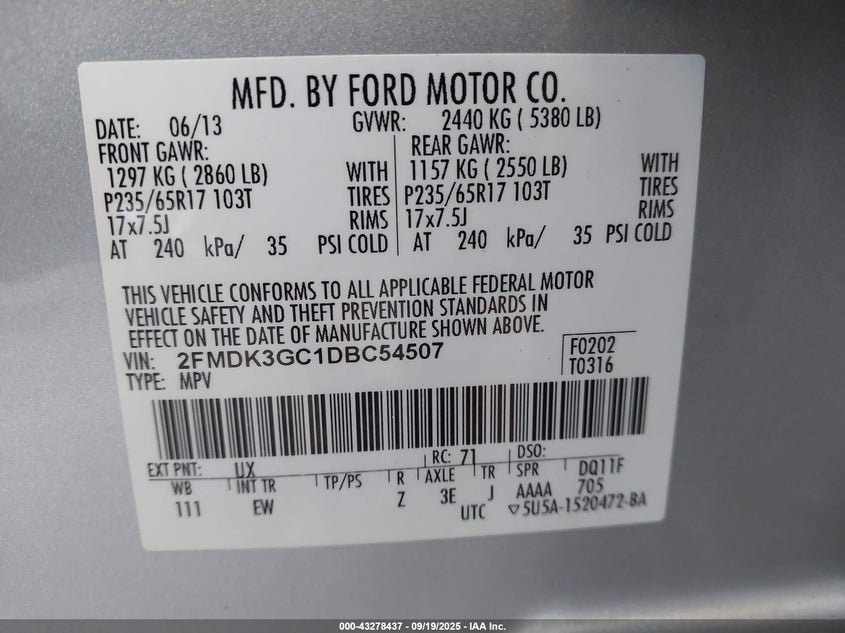 MFD. BY FORD MOTOR CO.
DATE: 06/13 GVWR: 2440 KG ( 5380 LB)
FRONT GAWR: REAR GAWR:
1297 KG ( 2860 LB) WITH 1157 KG ( 2550 LB) WITH
P235/65R17 103T TIRES P235/65R17 103T TIRES
17x7.5J RIMS 17x7.5J RIMS
AT 240 kPa/ 35 PSI COLD AT 240 kPa/ 35 PSI COLD
THIS VEHICLE CONFORMS TO ALL APPLICABLE FEDERAL MOTOR
VEHICLE SAFETY AND THEFT PREVENTION STANDARDS IN
EFFECT ON THE DATE OF MANUFACTURE SHOWN ABOVE.
VIN: 2FMDK3GC1DBC54507 F0202
TYPE: MPV T0316
EXT PNT: UX RC: 71 DSO:
WB INT TR TP/PS R AXLE TR SPR DQ11F
111 EW Z 3E J AAAA 705
UTC ▽5U5A-1520472-BA
000-43278437 - 09/19/2025 - IAA Inc.